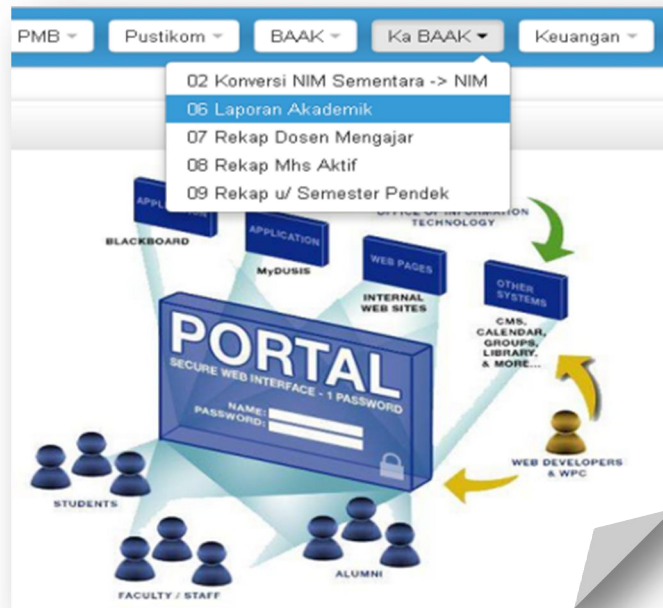 PMB
Pustikom
BAAK
Ka BAAK
Keuangan
02 Konversi NIM Sementara -> NIM
06 Laporan Akademik
07 Rekap Dosen Mengajar
08 Rekap Mhs Aktif
09 Rekap u/ Semester Pendek
OFFICE OF INFORMATION
TECHNOLOGY
BLACKBOARD
APPLICATION
MyDUSIS
WEB PAGES
INTERNAL
WEB SITES
OTHER
SYSTEMS
CMS,
CALENDAR,
GROUPS,
LIBRARY,
& MORE...
PORTAL
SECURE WEB INTERFACE - 1 PASSWORD
NAME:
PASSWORD:
WEB DEVELOPERS
& WPC
STUDENTS
FACULTY / STAFF
ALUMNI